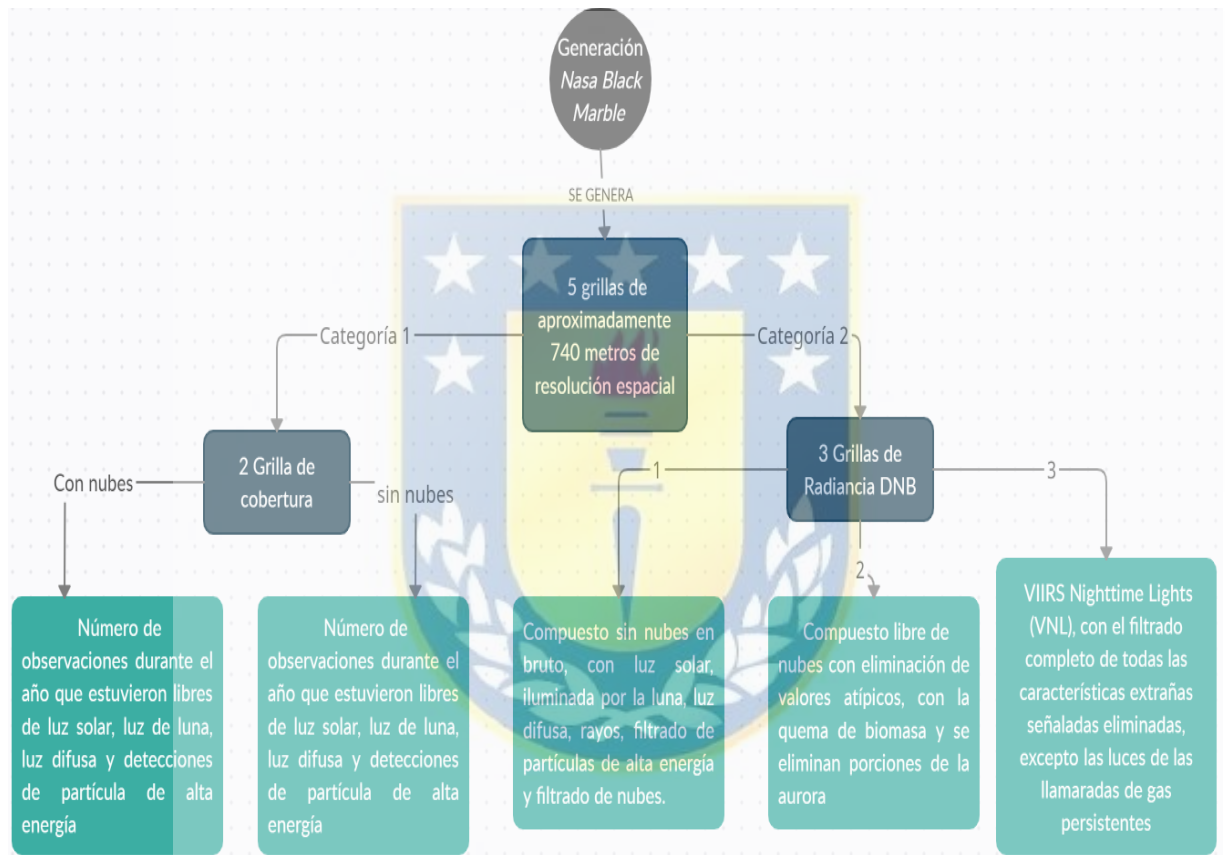 Generación
Nasa Black
Marble
SE GENERA
5 grillas de
aproximadamente
740 metros de
resolución espacial
Categoría 1
Categoría 2
2 Grilla de
cobertura
3 Grillas de
Radiancia DNB
Con nubes
sin nubes
1
2
3
Número de
observaciones durante el
año que estuvieron libres
de luz solar, luz de luna,
luz difusa y detecciones
de partícula de alta
energía
Número de
observaciones durante el
año que estuvieron libres
de luz solar, luz de luna,
luz difusa y detecciones
de partícula de alta
energía
Compuesto sin nubes en
bruto, con luz solar,
iluminada por la luna, luz
difusa, rayos, filtrado de
partículas de alta energía
y filtrado de nubes.
Compuesto libre de
nubes con eliminación de
valores atípicos, con la
quema de biomasa y se
eliminan porciones de la
aurora
VIIRS Nighttime Lights
(VNL), con el filtrado
completo de todas las
características extrañas
señaladas eliminadas,
excepto las luces de las
llamaradas de gas
persistentes